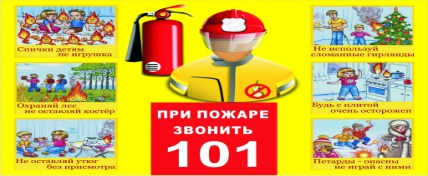 Спички детям
не игрушка
Охраняй лес
не оставляй костёр
Не оставляй утюг
без присмотра
ПРИ ПОЖАРЕ
ЗВОНИТЬ
101
Не используй
сломанные гирлянды
Будь с плитой
очень осторожен
Петарды - опасны
не играй с ними